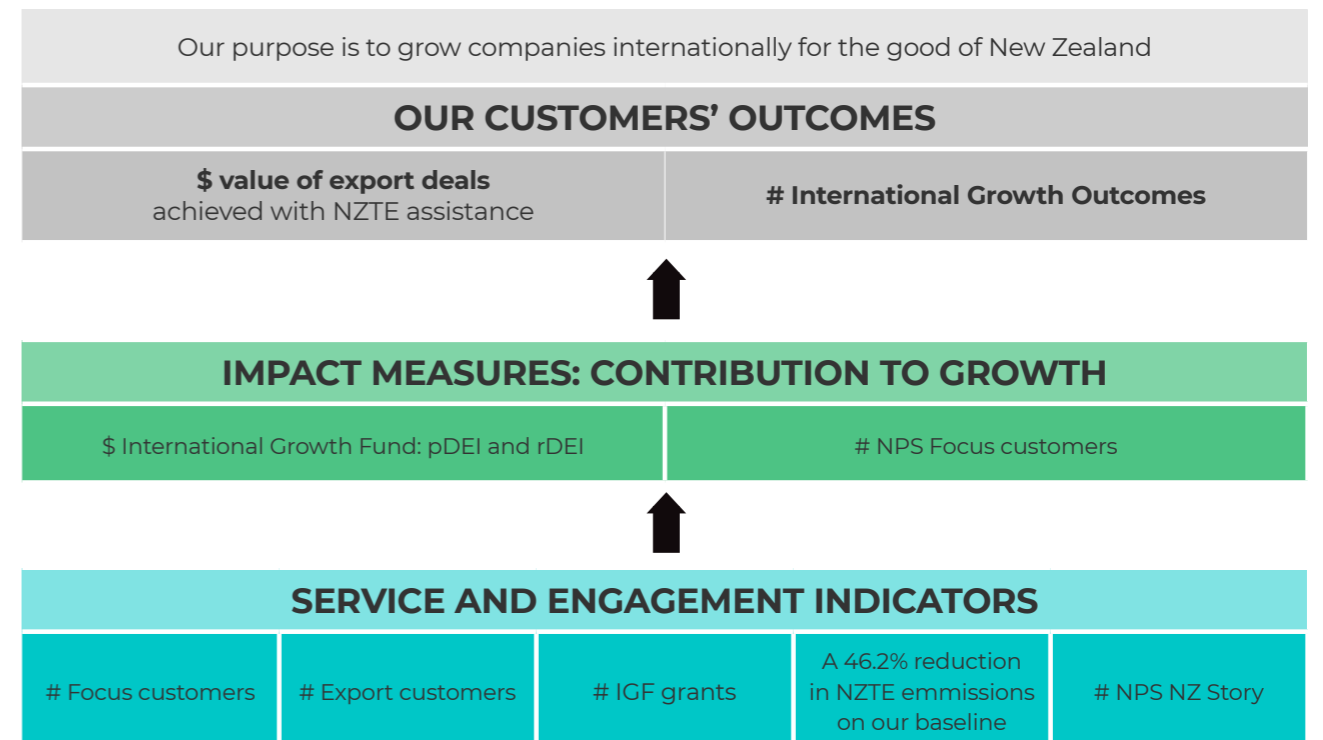 Our purpose is to grow companies internationally for the good of New Zealand
OUR CUSTOMERS’ OUTCOMES
$ value of export deals
achieved with NZTE assistance
# International Growth Outcomes
IMPACT MEASURES: CONTRIBUTION TO GROWTH
$ International Growth Fund: pDEI and rDEI
# NPS Focus customers
SERVICE AND ENGAGEMENT INDICATORS
# Focus customers
# Export customers
# IGF grants
A 46.2% reduction
in NZTE emmissions
on our baseline
# NPS NZ Story